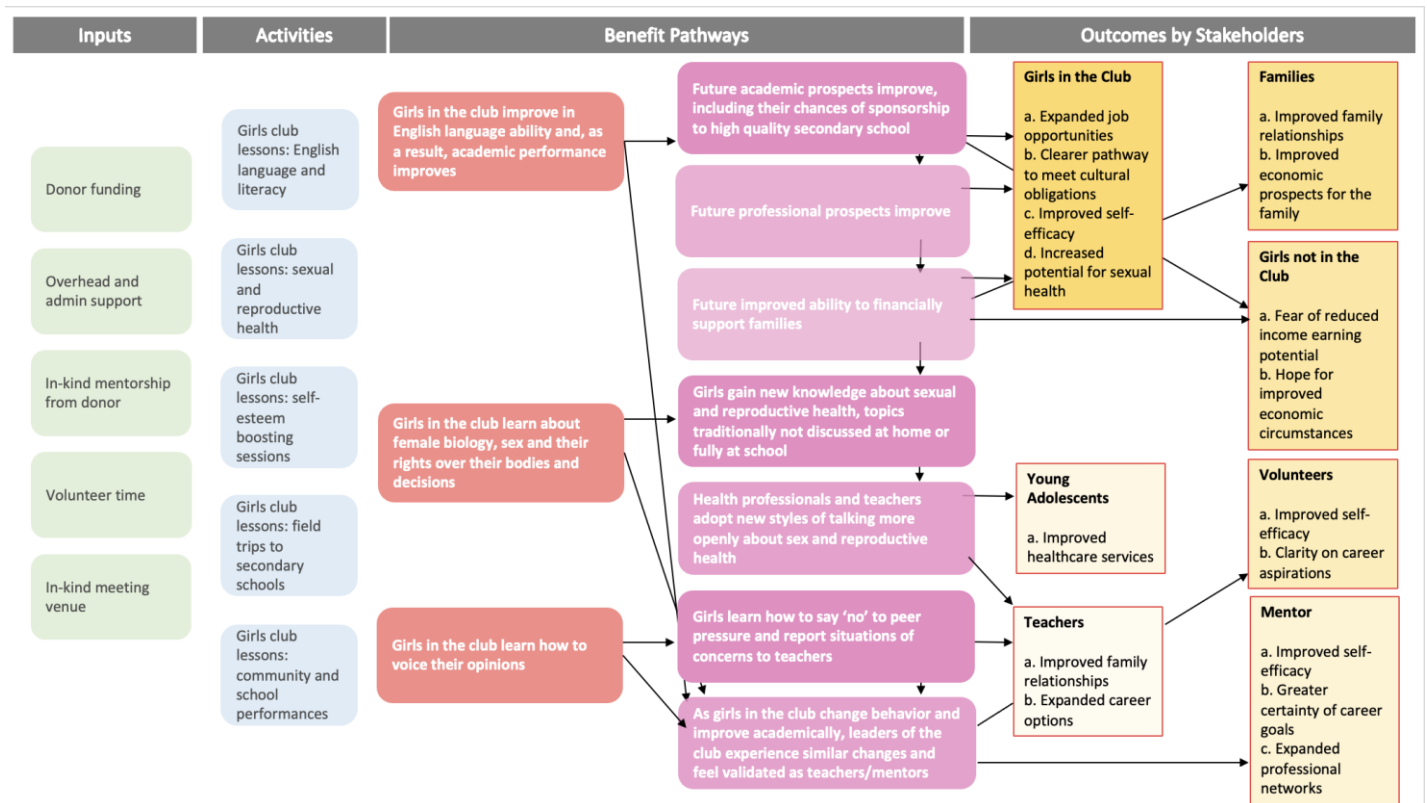 Inputs
Activities
Benefit Pathways
Outcomes by Stakeholders
Donor funding
Overhead and
admin support
In-kind mentorship
from donor
Volunteer time
In-kind meeting
venue
Girls club
lessons: English
language and
literacy
Girls club
lessons: sexual
and
reproductive
health
Girls club
lessons: self-
esteem
boosting
sessions
Girls club
lessons: field
trips to
secondary
schools
Girls club
lessons:
community and
school
performances
Girls in the club improve in
English language ability and, as
a result, academic performance
improves
Girls in the club learn about
female biology, sex and their
rights over their bodies and
decisions
Girls in the club learn how to
voice their opinions
Future academic prospects improve,
including their chances of sponsorship
to high quality secondary school
Future professional prospects improve
Future improved ability to financially
support families
Girls gain new knowledge about sexual
and reproductive health, topics
traditionally not discussed at home or
fully at school
Health professionals and teachers
adopt new styles of talking more
openly about sex and reproductive
health
Girls learn how to say ‘no’ to peer
pressure and report situations of
concerns to teachers
As girls in the club change behavior and
improve academically, leaders of the
club experience similar changes and
feel validated as teachers/mentors
Girls in the Club
a. Expanded job
opportunities
b. Clearer pathway
to meet cultural
obligations
c. Improved self-
efficacy
d. Increased
potential for sexual
health
Young
Adolescents
a. Improved
healthcare services
Teachers
a. Improved family
relationships
b. Expanded career
options
Families
a. Improved family
relationships
b. Improved
economic
prospects for the
family
Girls not in the
Club
a. Fear of reduced
income earning
potential
b. Hope for
improved
economic
circumstances
Volunteers
a. Improved self-
efficacy
b. Clarity on career
aspirations
Mentor
a. Improved self-
efficacy
b. Greater
certainty of career
goals
c. Expanded
professional
networks